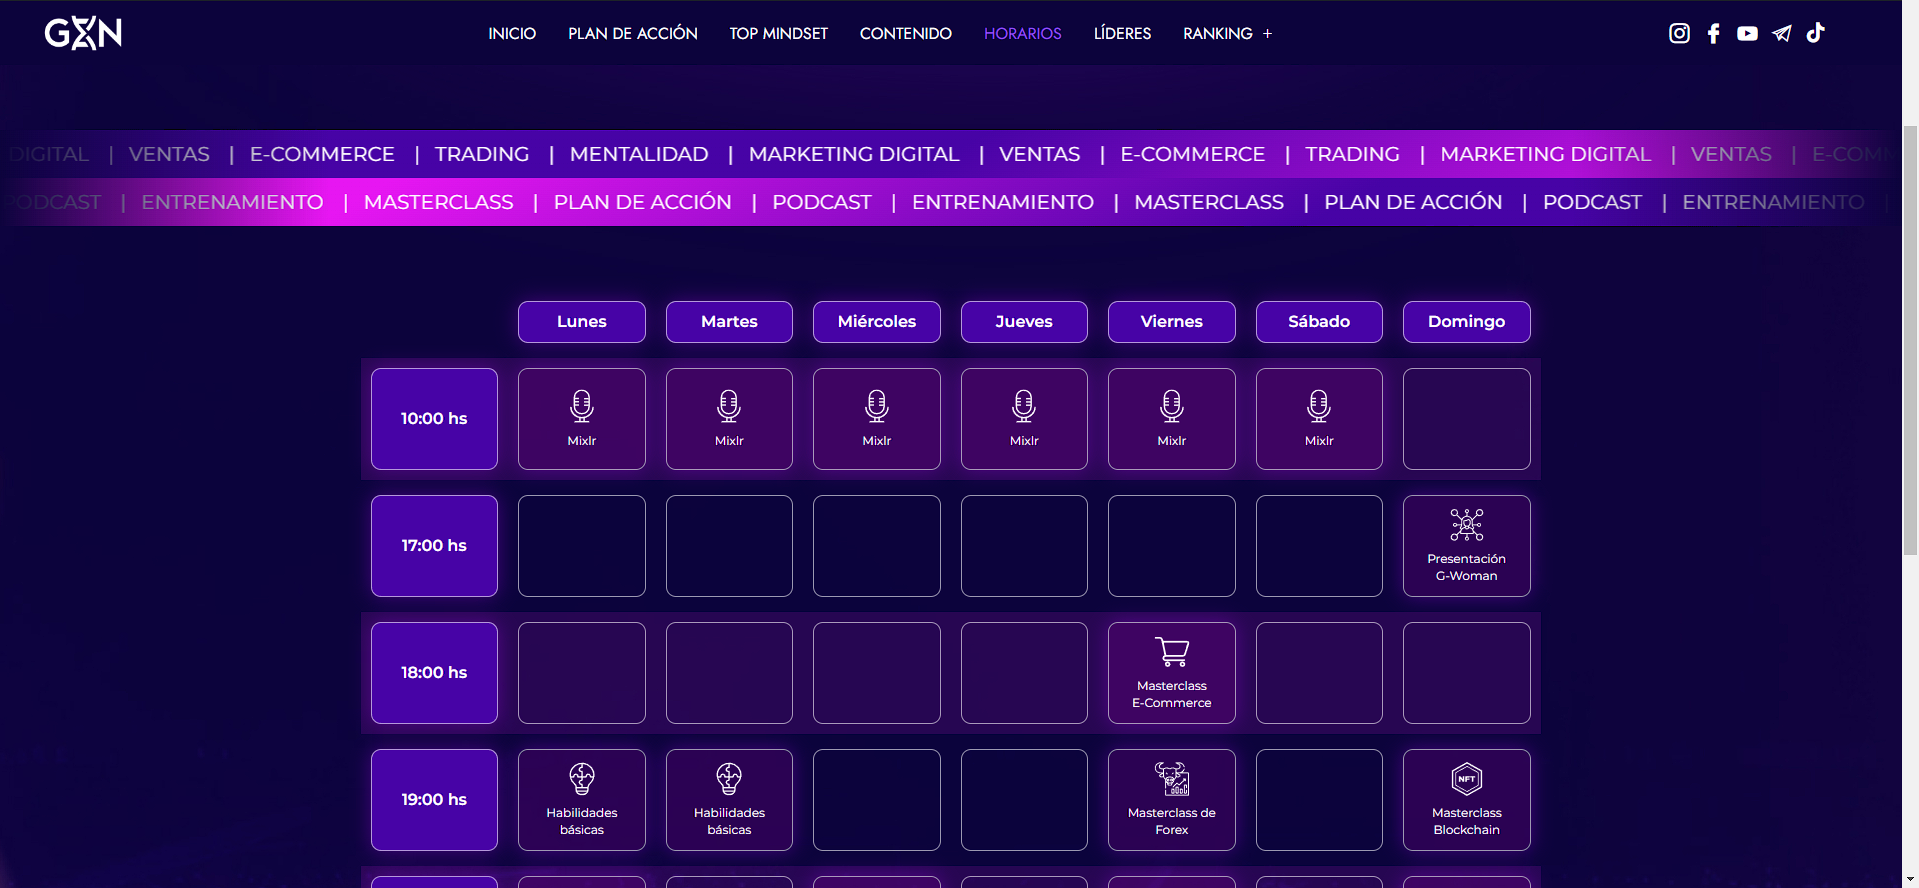 GXN
INICIO PLAN DE ACCIÓN TOP MINDSET CONTENIDO HORARIOS LÍDERES RANKING +
DIGITAL | VENTAS | E-COMMERCE | TRADING | MENTALIDAD | MARKETING DIGITAL | VENTAS | E-COMMERCE | TRADING | MARKETING DIGITAL | VENTAS | E-COMM
PODCAST | ENTRENAMIENTO | MASTERCLASS | PLAN DE ACCIÓN | PODCAST | ENTRENAMIENTO | MASTERCLASS | PLAN DE ACCIÓN | PODCAST | ENTRENAMIENTO |
Lunes Martes Miércoles Jueves Viernes Sábado Domingo
10:00 hs
Mixlr Mixlr Mixlr Mixlr Mixlr Mixlr
17:00 hs
Presentación
G-Woman
18:00 hs
Masterclass
E-Commerce
19:00 hs
Habilidades
básicas
Habilidades
básicas
Masterclass de
Forex
NFT
Masterclass
Blockchain